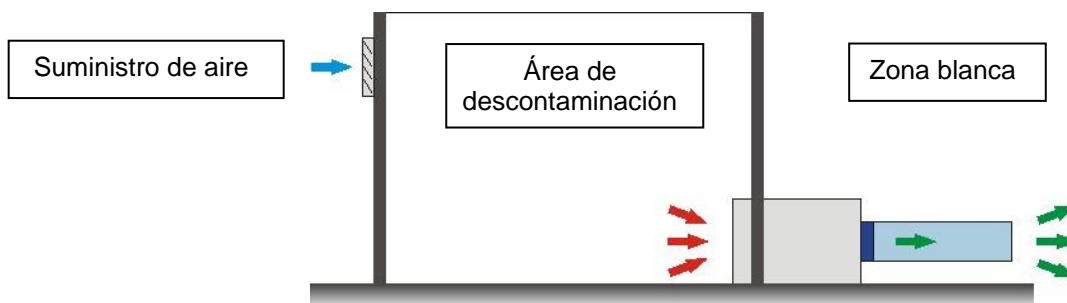 Suministro de aire
Área de
descontaminación
Zona blanca